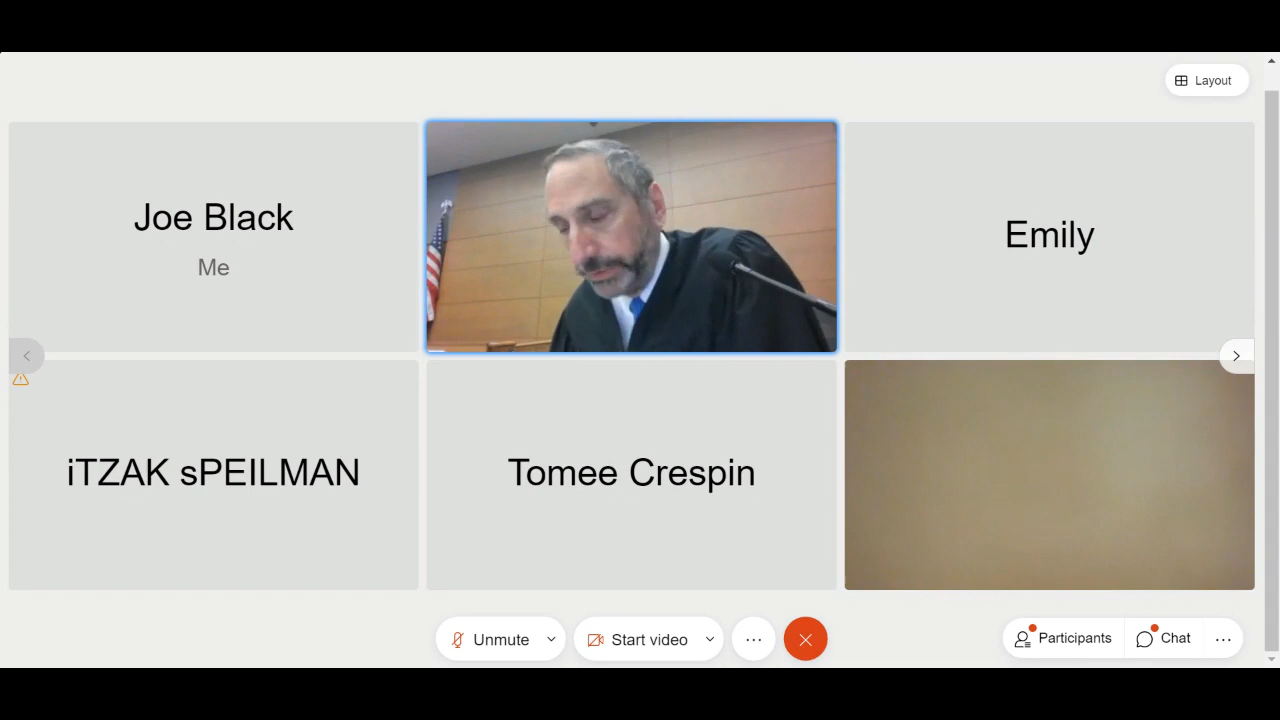 Layout
Joe Black
Me
Emily
iTZAK sPEILMAN
Tomee Crespin
Unmute
Start video
Participants
Chat